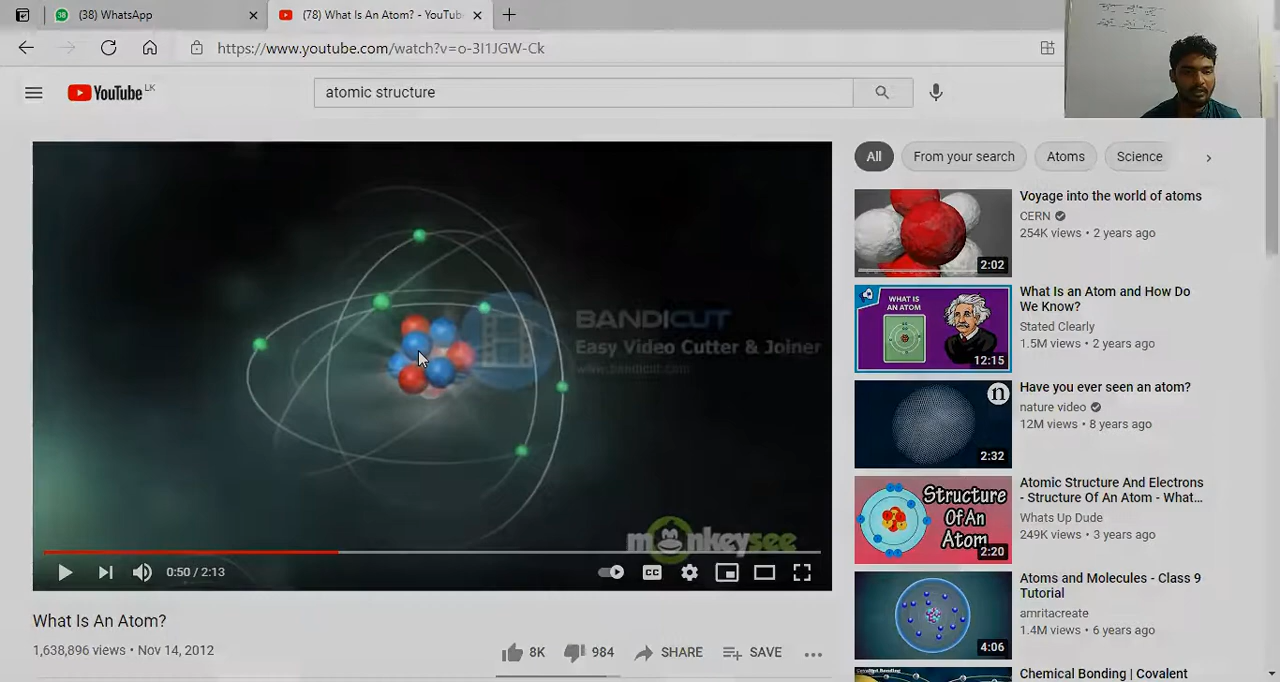 (38) WhatsApp
(78) What Is An Atom? - YouTub
https://www.youtube.com/watch?v=o-3I1JGW-Ck
YouTube LK
atomic structure
BANDICUT
Easy Video Cutter & Joiner
www.bandicut.com
monkeysee
0:50 / 2:13
CC
What Is An Atom?
1,638,896 views • Nov 14, 2012
8K
984
SHARE
SAVE
All
From your search
Atoms
Science
Voyage into the world of atoms
CERN
254K views • 2 years ago
2:02
WHAT IS
AN ATOM
What Is an Atom and How Do
We Know?
Stated Clearly
1.5M views • 2 years ago
12:15
n
Have you ever seen an atom?
nature video
12M views • 8 years ago
2:32
Structure
Of An
Atom
Atomic Structure And Electrons
- Structure Of An Atom - What...
Whats Up Dude
249K views • 3 years ago
2:20
Atoms and Molecules - Class 9
Tutorial
amritacreate
1.4M views • 6 years ago
4:06
Chemical Bonding | Covalent